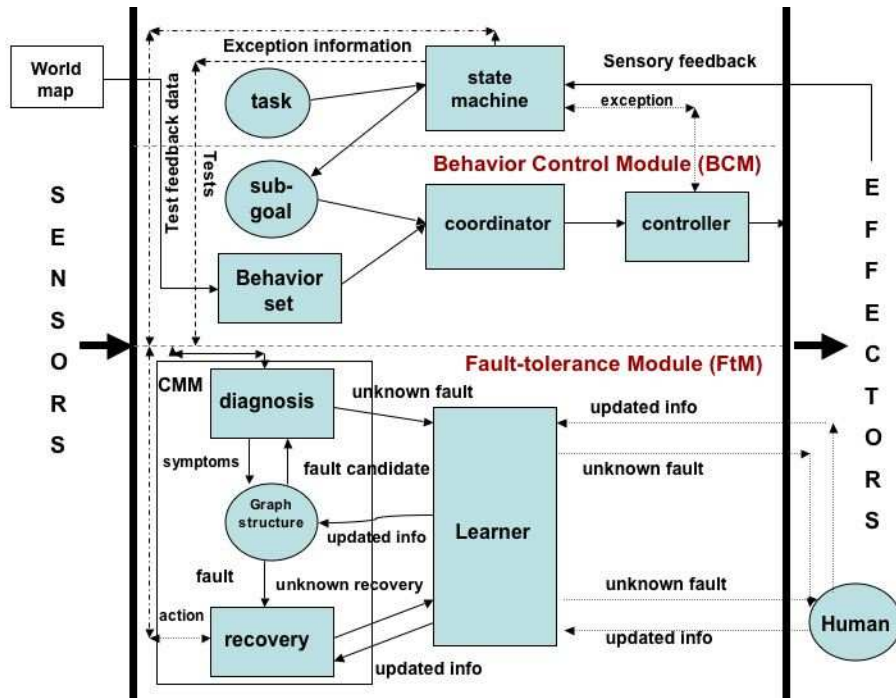 World
map
Exception information
Test feedback data
Tests
task
state
machine
Sensory feedback
exception
Behavior Control Module (BCM)
sub-
goal
coordinator
controller
Behavior
set
SENSORS
EFFECTORS
Fault-tolerance Module (FtM)
CMM
diagnosis
unknown fault
updated info
symptoms
fault candidate
unknown fault
Graph
structure
updated info
Learner
fault
unknown recovery
unknown fault
action
recovery
Human
updated info
updated info